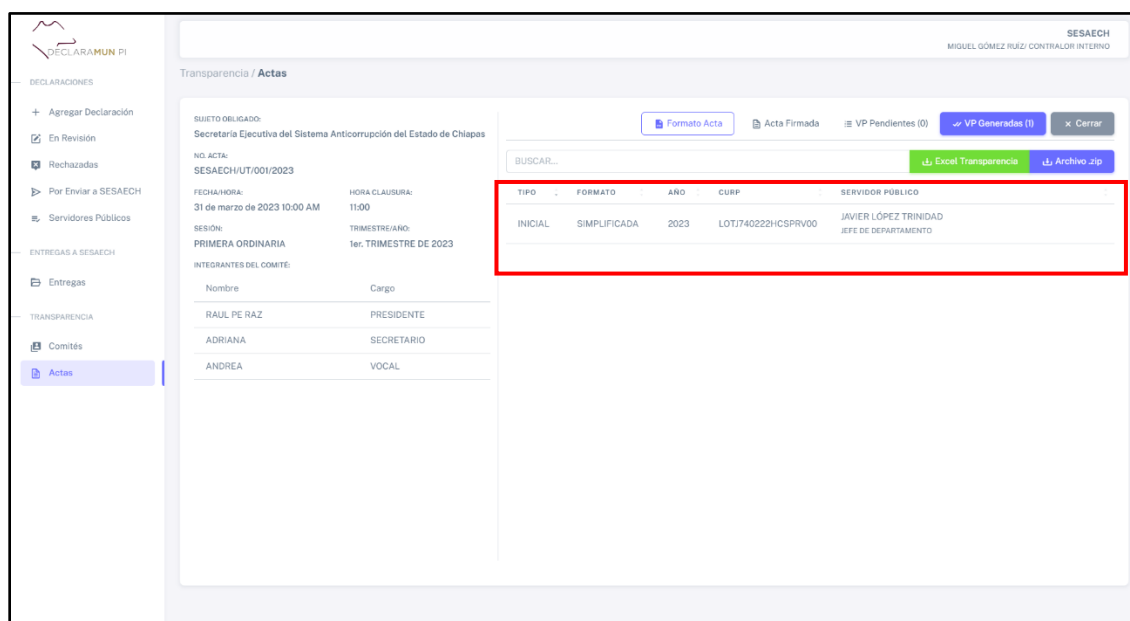 DECLARAMUN PI
DECLARACIONES
+ Agregar Declaración
En Revisión
Rechazadas
Por Enviar a SESAECH
Servidores Públicos
ENTREGAS A SESAECH
Entregas
TRANSPARENCIA
Comités
Actas
SESAECH
MIGUEL GÓMEZ RUÍZ/ CONTRALOR INTERNO
Transparencia / Actas
SUJETO OBLIGADO:
Secretaria Ejecutiva del Sistema Anticorrupción del Estado de Chiapas
NO. ACTA:
SESAECH/UT/001/2023
FECHA/HORA: HORA CLAUSURA:
31 de marzo de 2023 10:00 AM 11:00
SESIÓN: TRIMESTRE/AÑO:
PRIMERA ORDINARIA 1er. TRIMESTRE DE 2023
INTEGRANTES DEL COMITÉ:
Nombre Cargo
RAUL PE RAZ PRESIDENTE
ADRIANA SECRETARIO
ANDREA VOCAL
Formato Acta Acta Firmada VP Pendientes (0) VP Generadas (1) × Cerrar
BUSCAR... Excel Transparencia Archivo .zip
TIPO FORMATO AÑO CURP SERVIDOR PÚBLICO
INICIAL SIMPLIFICADA 2023 LOTJ740222HCSPRV00 JAVIER LÓPEZ TRINIDAD
JEFE DE DEPARTAMENTO